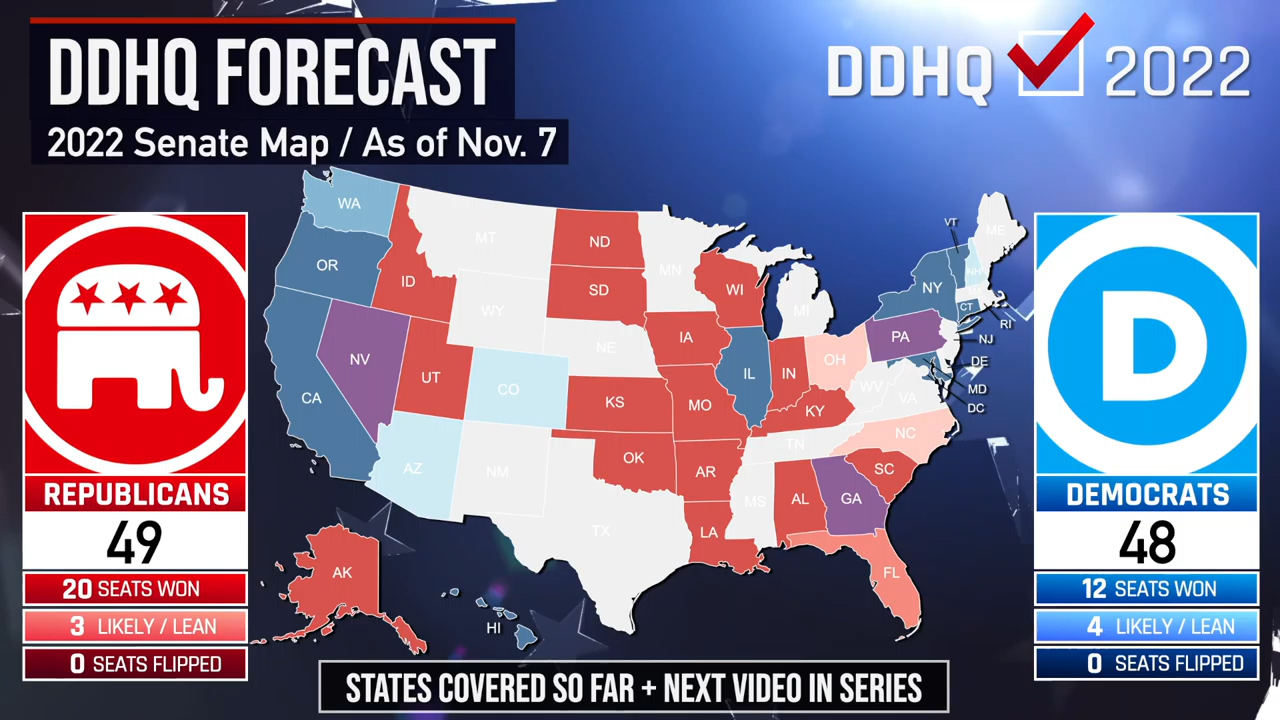 DDHQ FORECAST
2022 Senate Map / As of Nov. 7
DDHQ 2022
REPUBLICANS
49
20 SEATS WON
3 LIKELY / LEAN
0 SEATS FLIPPED
WA
OR
CA
NV
ID
MT
WY
UT
CO
AZ
NM
ND
SD
NE
KS
OK
TX
MN
IA
MO
AR
LA
WI
IL
MI
IN
OH
KY
TN
MS
AL
GA
FL
SC
NC
VA
WV
PA
NY
VT
NH
ME
CT
RI
NJ
DE
MD
DC
AK
HI
D
DEMOCRATS
48
12 SEATS WON
4 LIKELY / LEAN
0 SEATS FLIPPED
STATES COVERED SO FAR + NEXT VIDEO IN SERIES